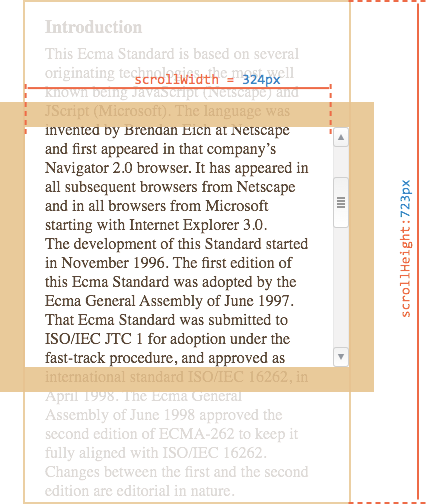 Introduction
This Ecma Standard is based on several
originating technologies, the most well
scrollWidth = 324px
known being JavaScript (Netscape) and
JScript (Microsoft). The language was
invented by Brendan Eich at Netscape
and first appeared in that company’s
Navigator 2.0 browser. It has appeared in
all subsequent browsers from Netscape
and in all browsers from Microsoft
starting with Internet Explorer 3.0.
The development of this Standard started
in November 1996. The first edition of
this Ecma Standard was adopted by the
Ecma General Assembly of June 1997.
That Ecma Standard was submitted to
ISO/IEC JTC 1 for adoption under the
fast-track procedure, and approved as
international standard ISO/IEC 16262, in
April 1998. The Ecma General
Assembly of June 1998 approved the
second edition of ECMA-262 to keep it
fully aligned with ISO/IEC 16262.
Changes between the first and the second
edition are editorial in nature.
scrollHeight:723px